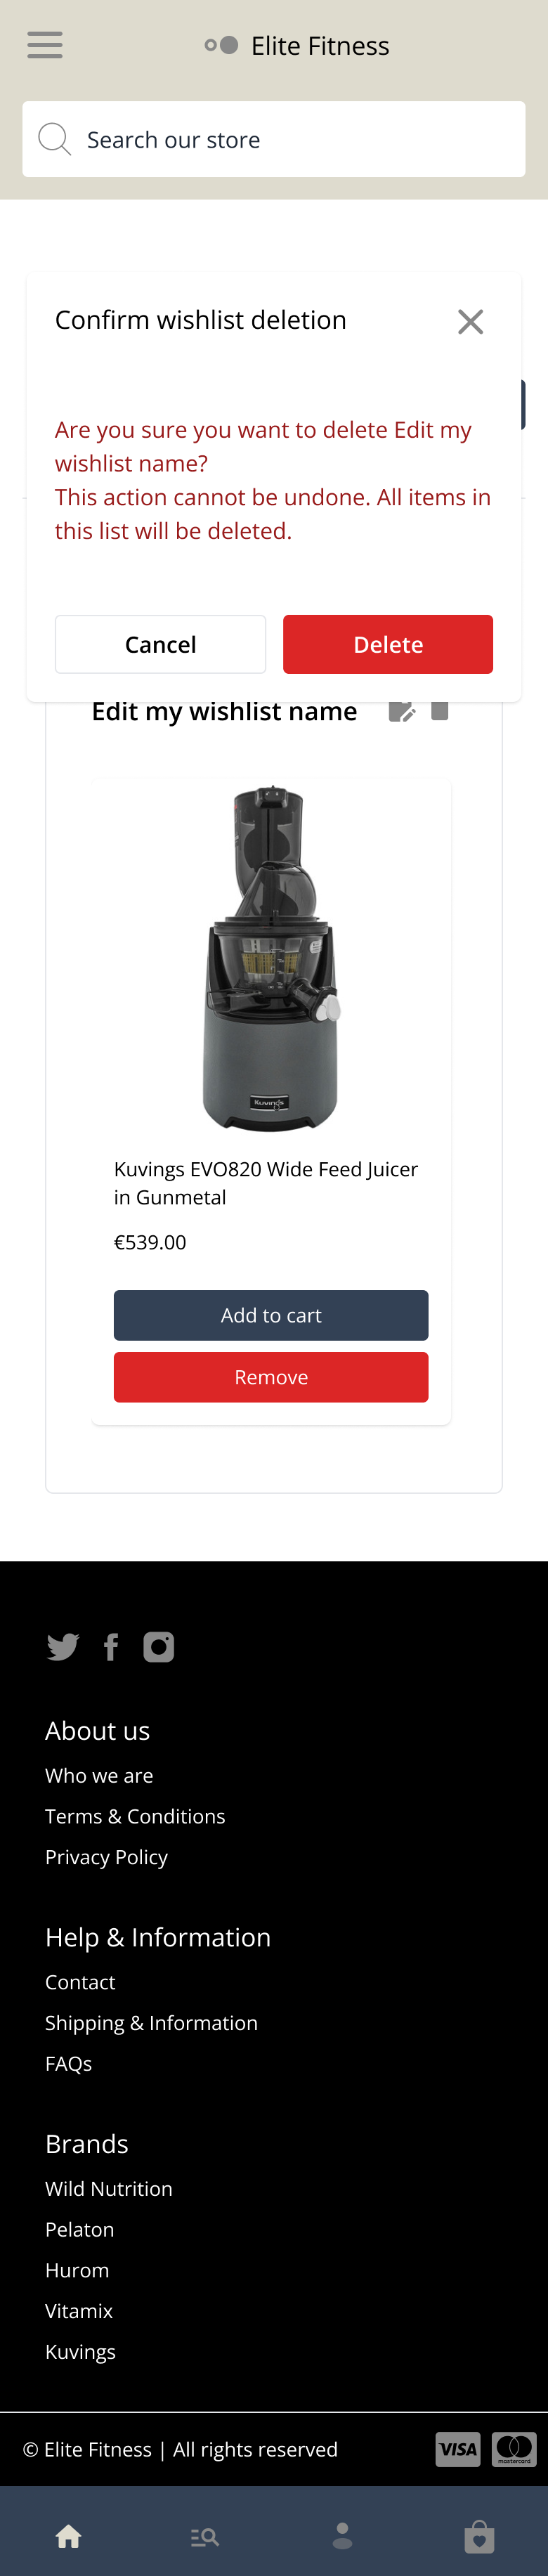 Elite Fitness
Search our store
Confirm wishlist deletion
Are you sure you want to delete Edit my
wishlist name?
This action cannot be undone. All items in
this list will be deleted.
Cancel
Delete
Edit my wishlist name
Kuvings
Kuvings EVO820 Wide Feed Juicer
in Gunmetal
€539.00
Add to cart
Remove
About us
Who we are
Terms & Conditions
Privacy Policy
Help & Information
Contact
Shipping & Information
FAQs
Brands
Wild Nutrition
Pelaton
Hurom
Vitamix
Kuvings
© Elite Fitness | All rights reserved
VISA
mastercard